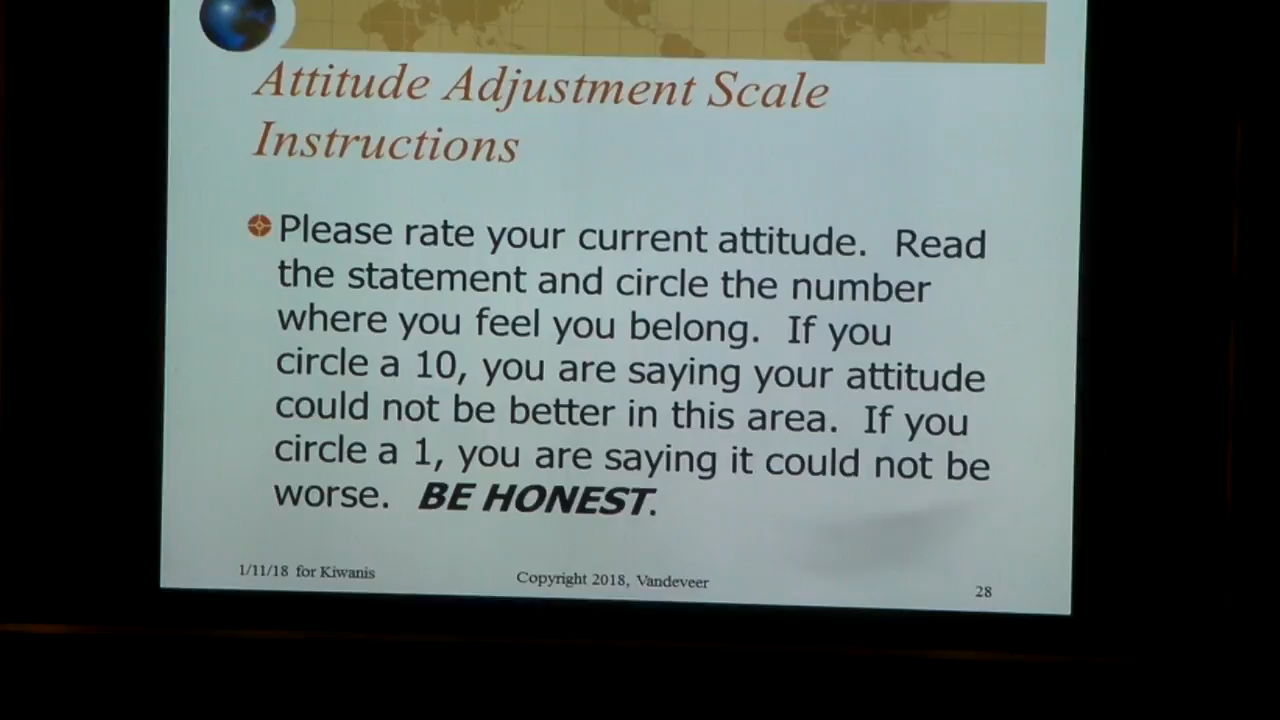 Attitude Adjustment Scale
Instructions
Please rate your current attitude. Read
the statement and circle the number
where you feel you belong. If you
circle a 10, you are saying your attitude
could not be better in this area. If you
circle a 1, you are saying it could not be
worse. BE HONEST.
1/11/18 for Kiwanis
Copyright 2018, Vandeveer
28